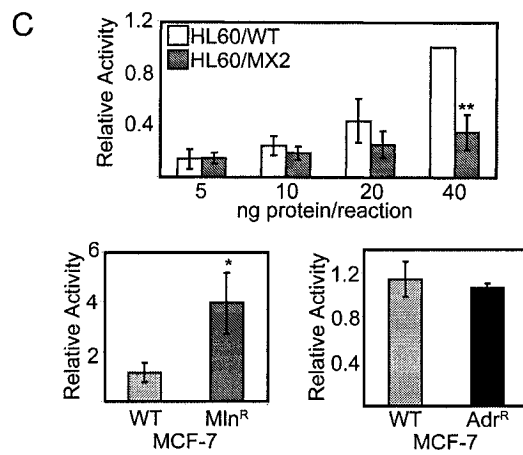 C
Relative Activity
1.2
0.8
0.4
HL60/WT
HL60/MX2
**
5 10 20 40
ng protein/reaction
Relative Activity
6
4
2
*
WT Mlnᴿ
MCF-7
Relative Activity
1.2
0.8
0.4
WT Adrᴿ
MCF-7